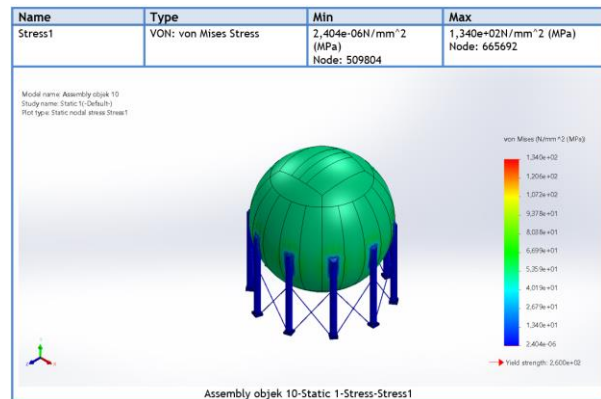 Name Type Min Max
Stress1 VON: von Mises Stress 2,404e-06N/mm^2 1,340e+02N/mm^2 (MPa)
(MPa) Node: 665692
Node: 509804
Model name: Assembly objek 10
Study name: Static 1(-Default-)
Plot type: Static nodal stress Stress1
von Mises (N/mm^2 (MPa))
1,340e+02
1,206e+02
1,072e+02
9,378e+01
8,038e+01
6,699e+01
5,359e+01
4,019e+01
2,679e+01
1,340e+01
2,404e-06
Yield strength: 2,600e+02
Assembly objek 10-Static 1-Stress-Stress1